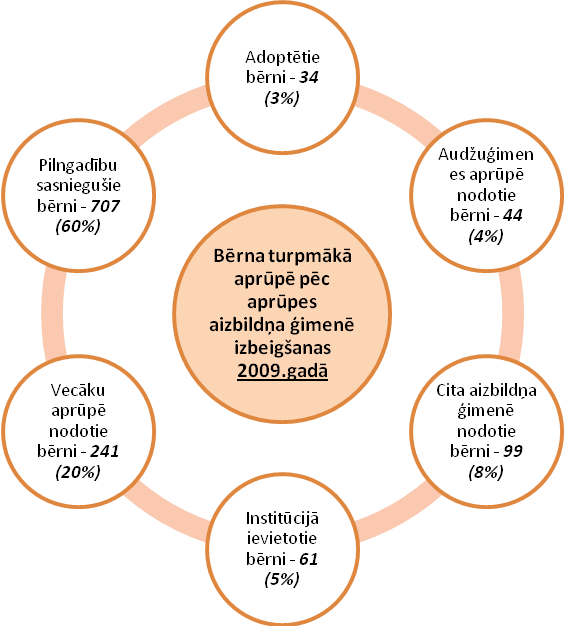 Adoptētie
bērni - 34
(3%)
Audžuģimen
es aprūpē
nodotie
bērni - 44
(4%)
Cita aizbildņa
ģimenē
nodotie
bērni - 99
(8%)
Institūcijā
ievietotie
bērni - 61
(5%)
Vecāku
aprūpē
nodotie
bērni - 241
(20%)
Pilngadību
sasniegušie
bērni - 707
(60%)
Bērna turpmākā
aprūpē pēc
aprūpes
aizbildņa ģimenē
izbeigšanas
2009.gadā